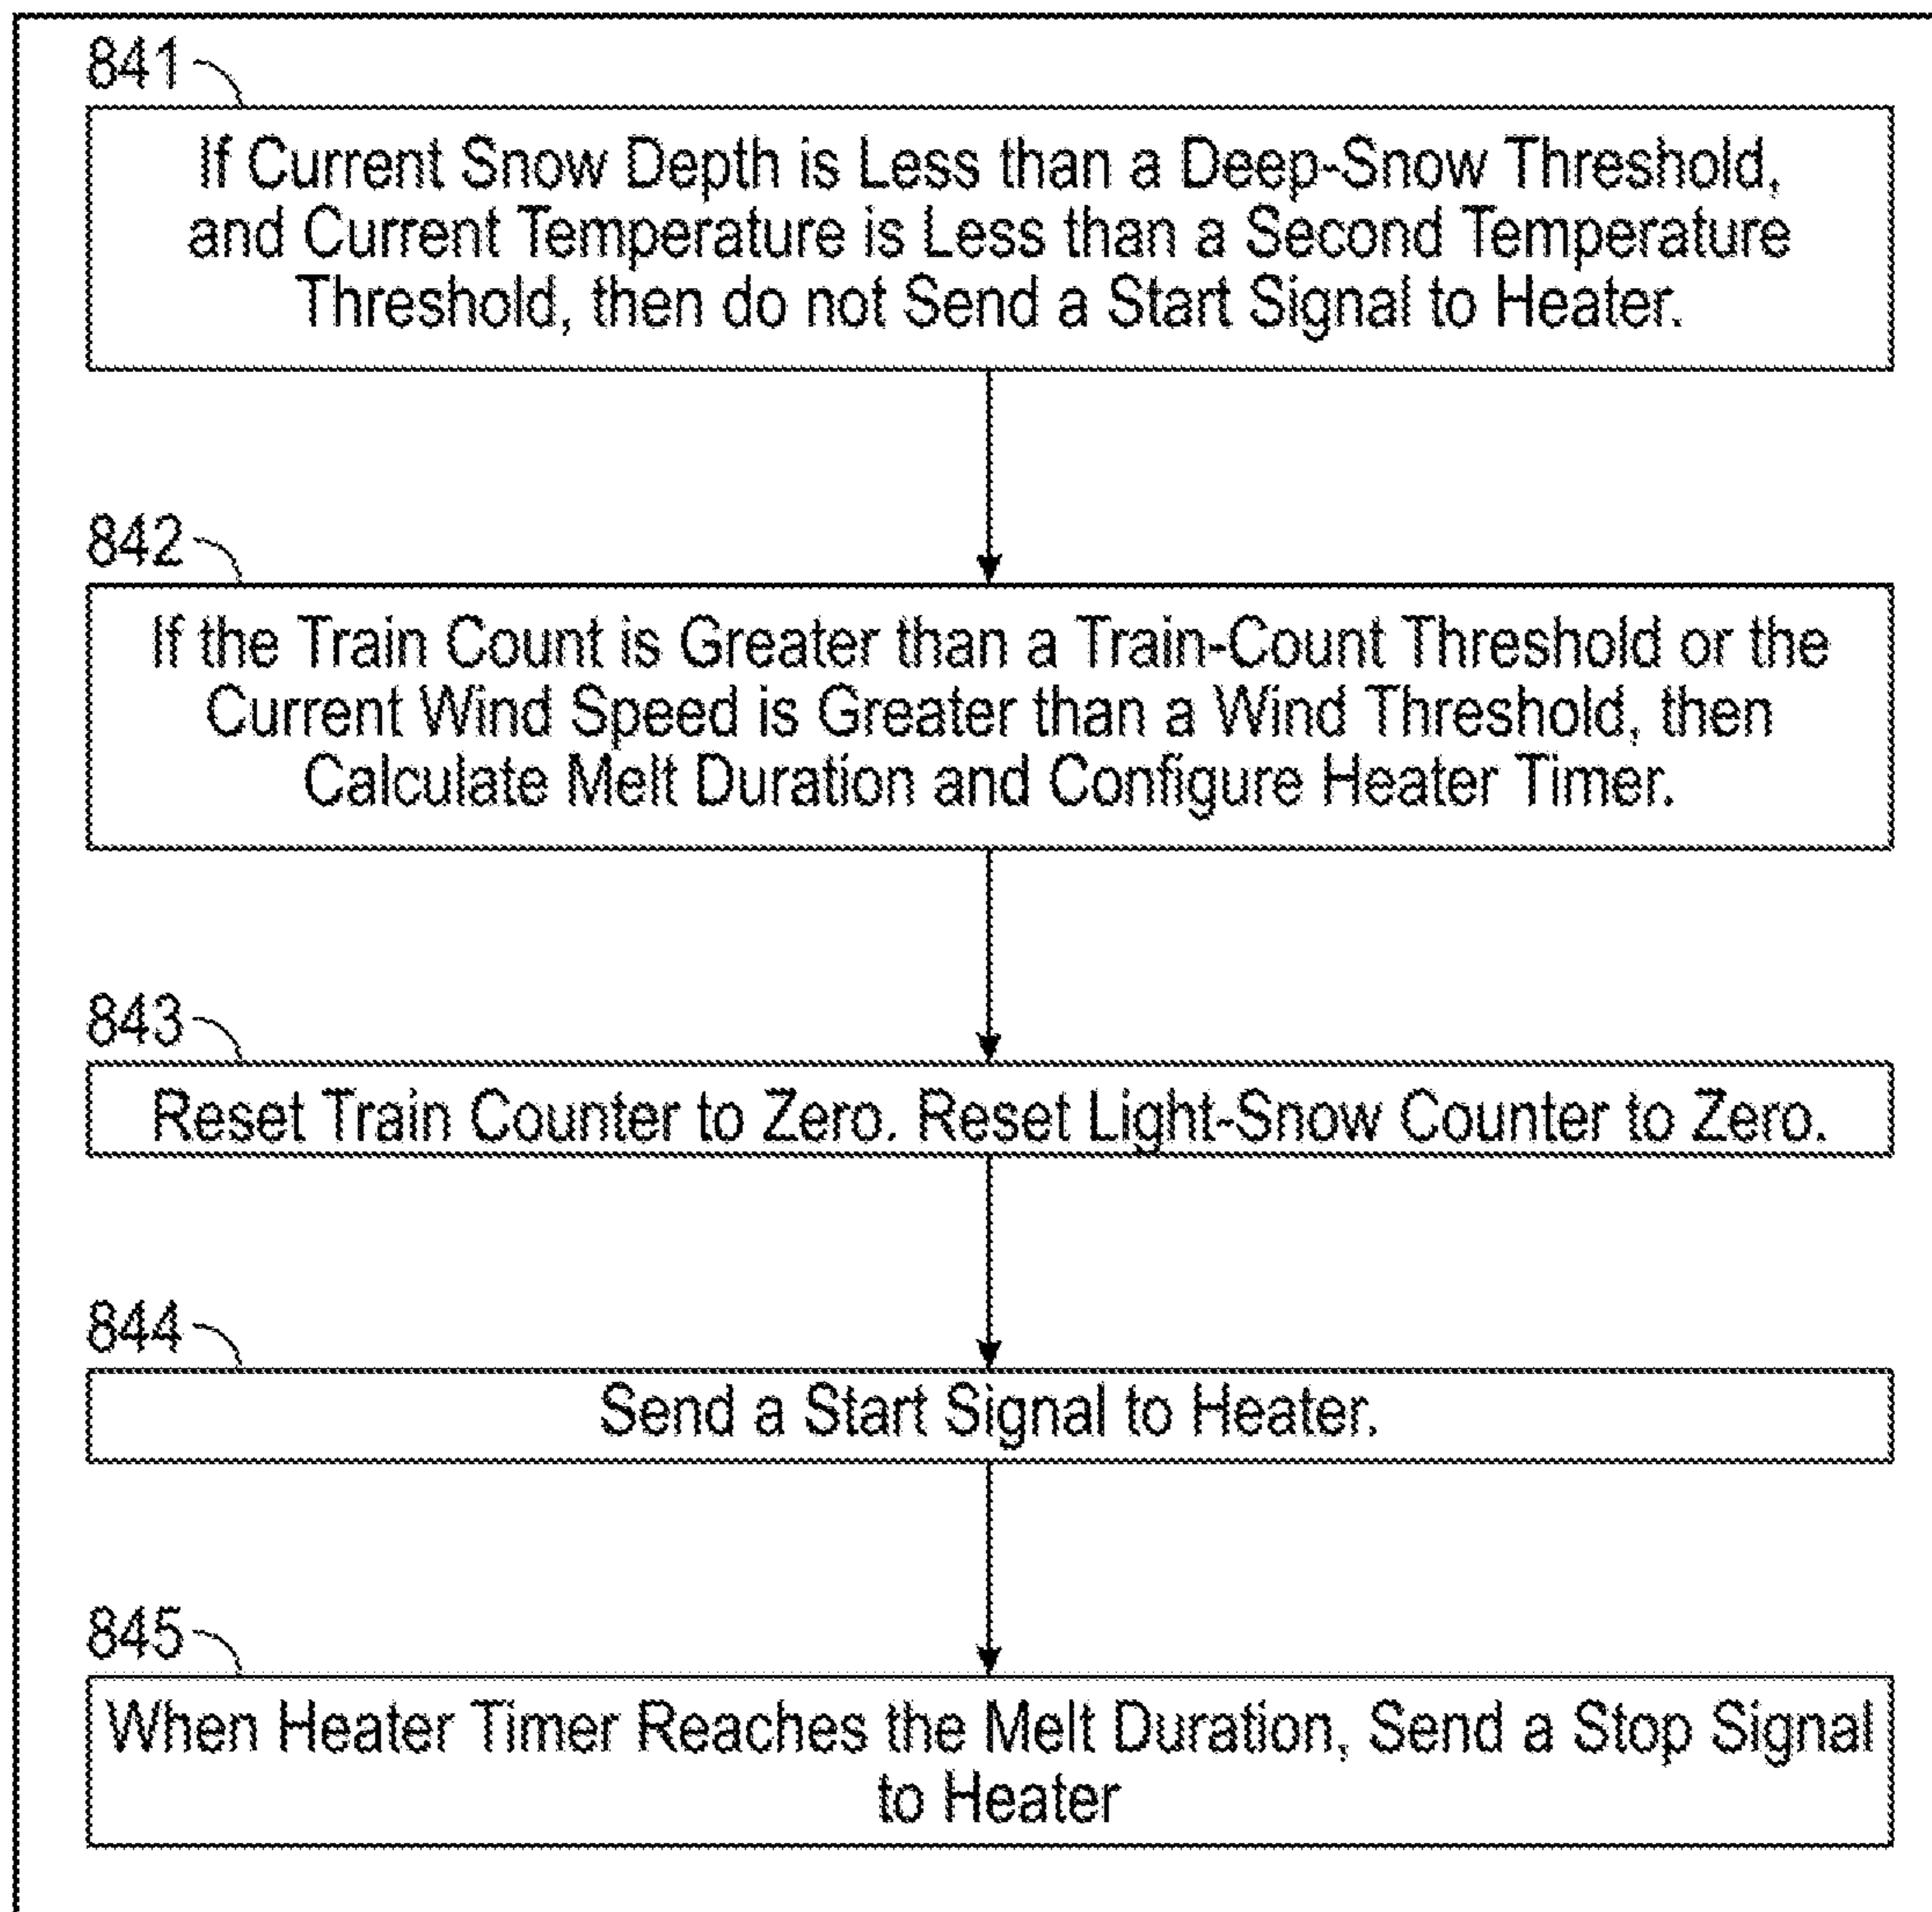 841
If Current Snow Depth is Less than a Deep-Snow Threshold,
and Current Temperature is Less than a Second Temperature
Threshold, then do not Send a Start Signal to Heater.
842
If the Train Count is Greater than a Train-Count Threshold or the
Current Wind Speed is Greater than a Wind Threshold, then
Calculate Melt Duration and Configure Heater Timer.
843
Reset Train Counter to Zero. Reset Light-Snow Counter to Zero.
844
Send a Start Signal to Heater.
845
When Heater Timer Reaches the Melt Duration, Send a Stop Signal
to Heater